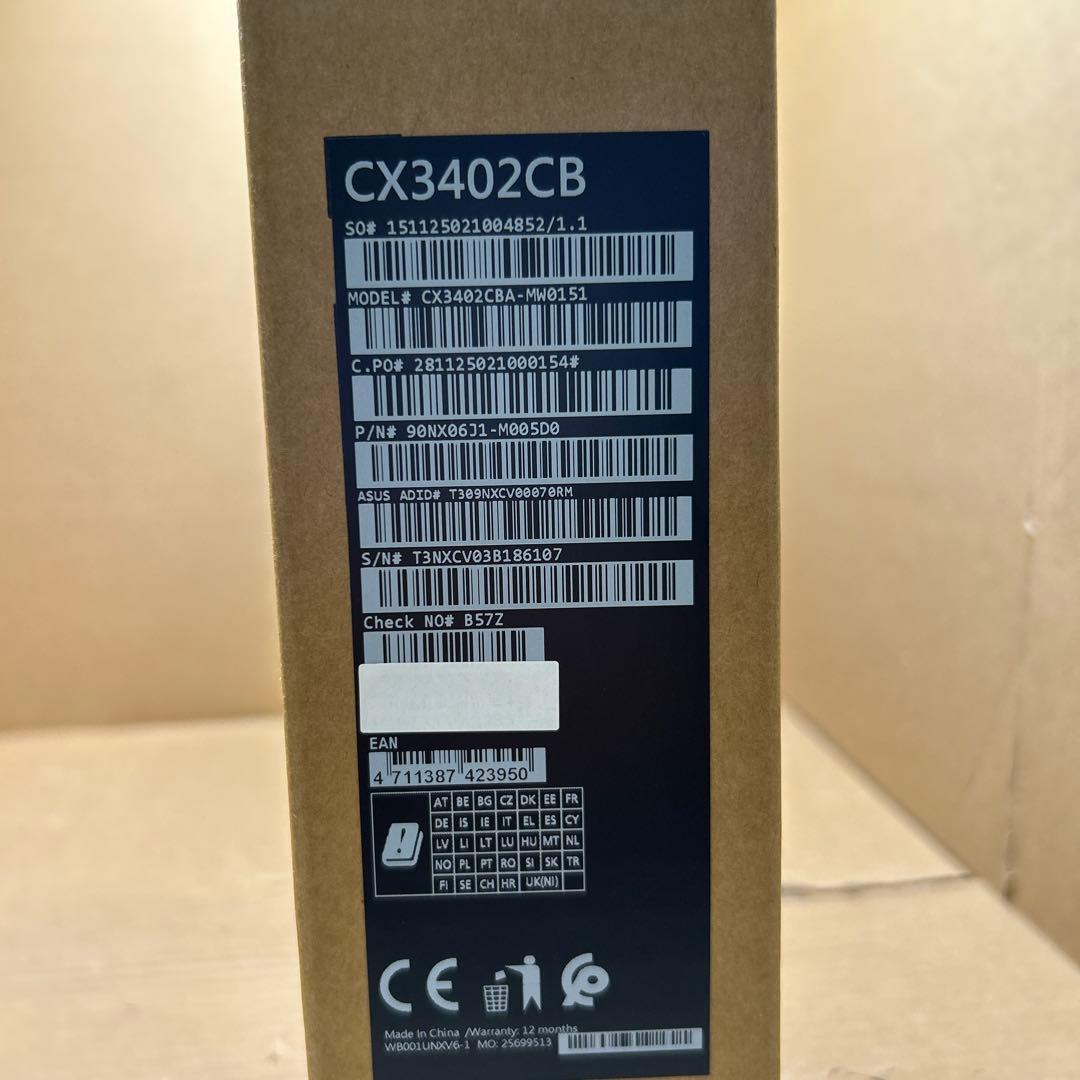 CX3402CB
SO# 151125021004852/1.1
MODEL# CX3402CBA-MW0151
C.PO# 281125021000154#
P/N# 90NX06J1-M005D0
ASUS ADID# T309NXCV00070RM
S/N# T3NXCV03B186107
Check NO# B57Z
EAN
4 711387 423950
AT BE BG CZ DK EE FR
DE IS IE IT EL ES CY
LV LI LT LU HU MT NL
NO PL PT RO SI SK TR
FI SE CH HR UK(NI)
CE
Made In China /Warranty: 12 months
WB001UNXV6-1 MO: 25699513